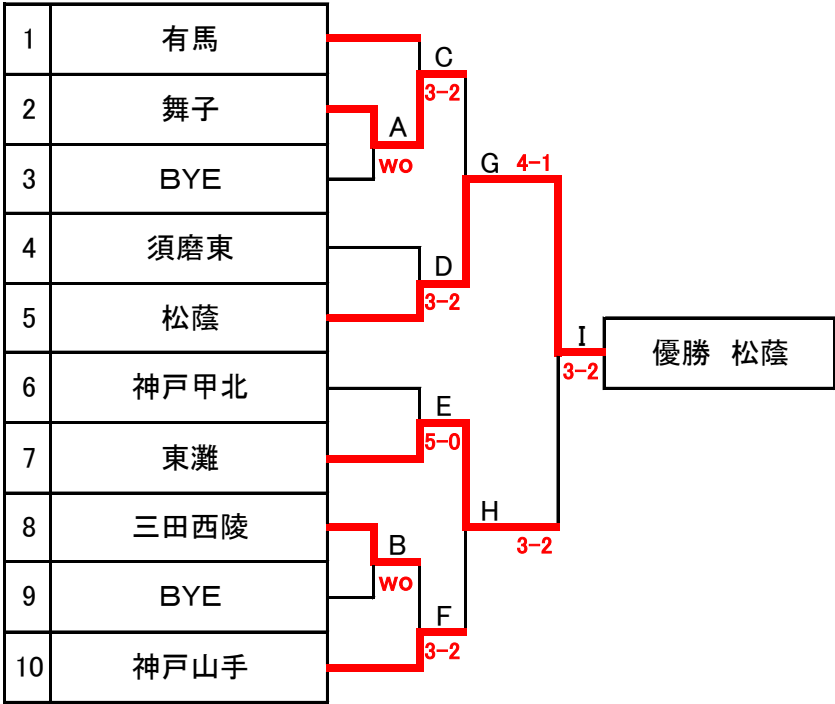 1 有馬
C
3-2
2 舞子
A
wo
G 4-1
3 BYE
4 須磨東
D
3-2
5 松蔭
I
3-2
優勝 松蔭
6 神戸甲北
E
5-0
7 東灘
H
3-2
8 三田西陵
B
wo
9 BYE
F
3-2
10 神戸山手